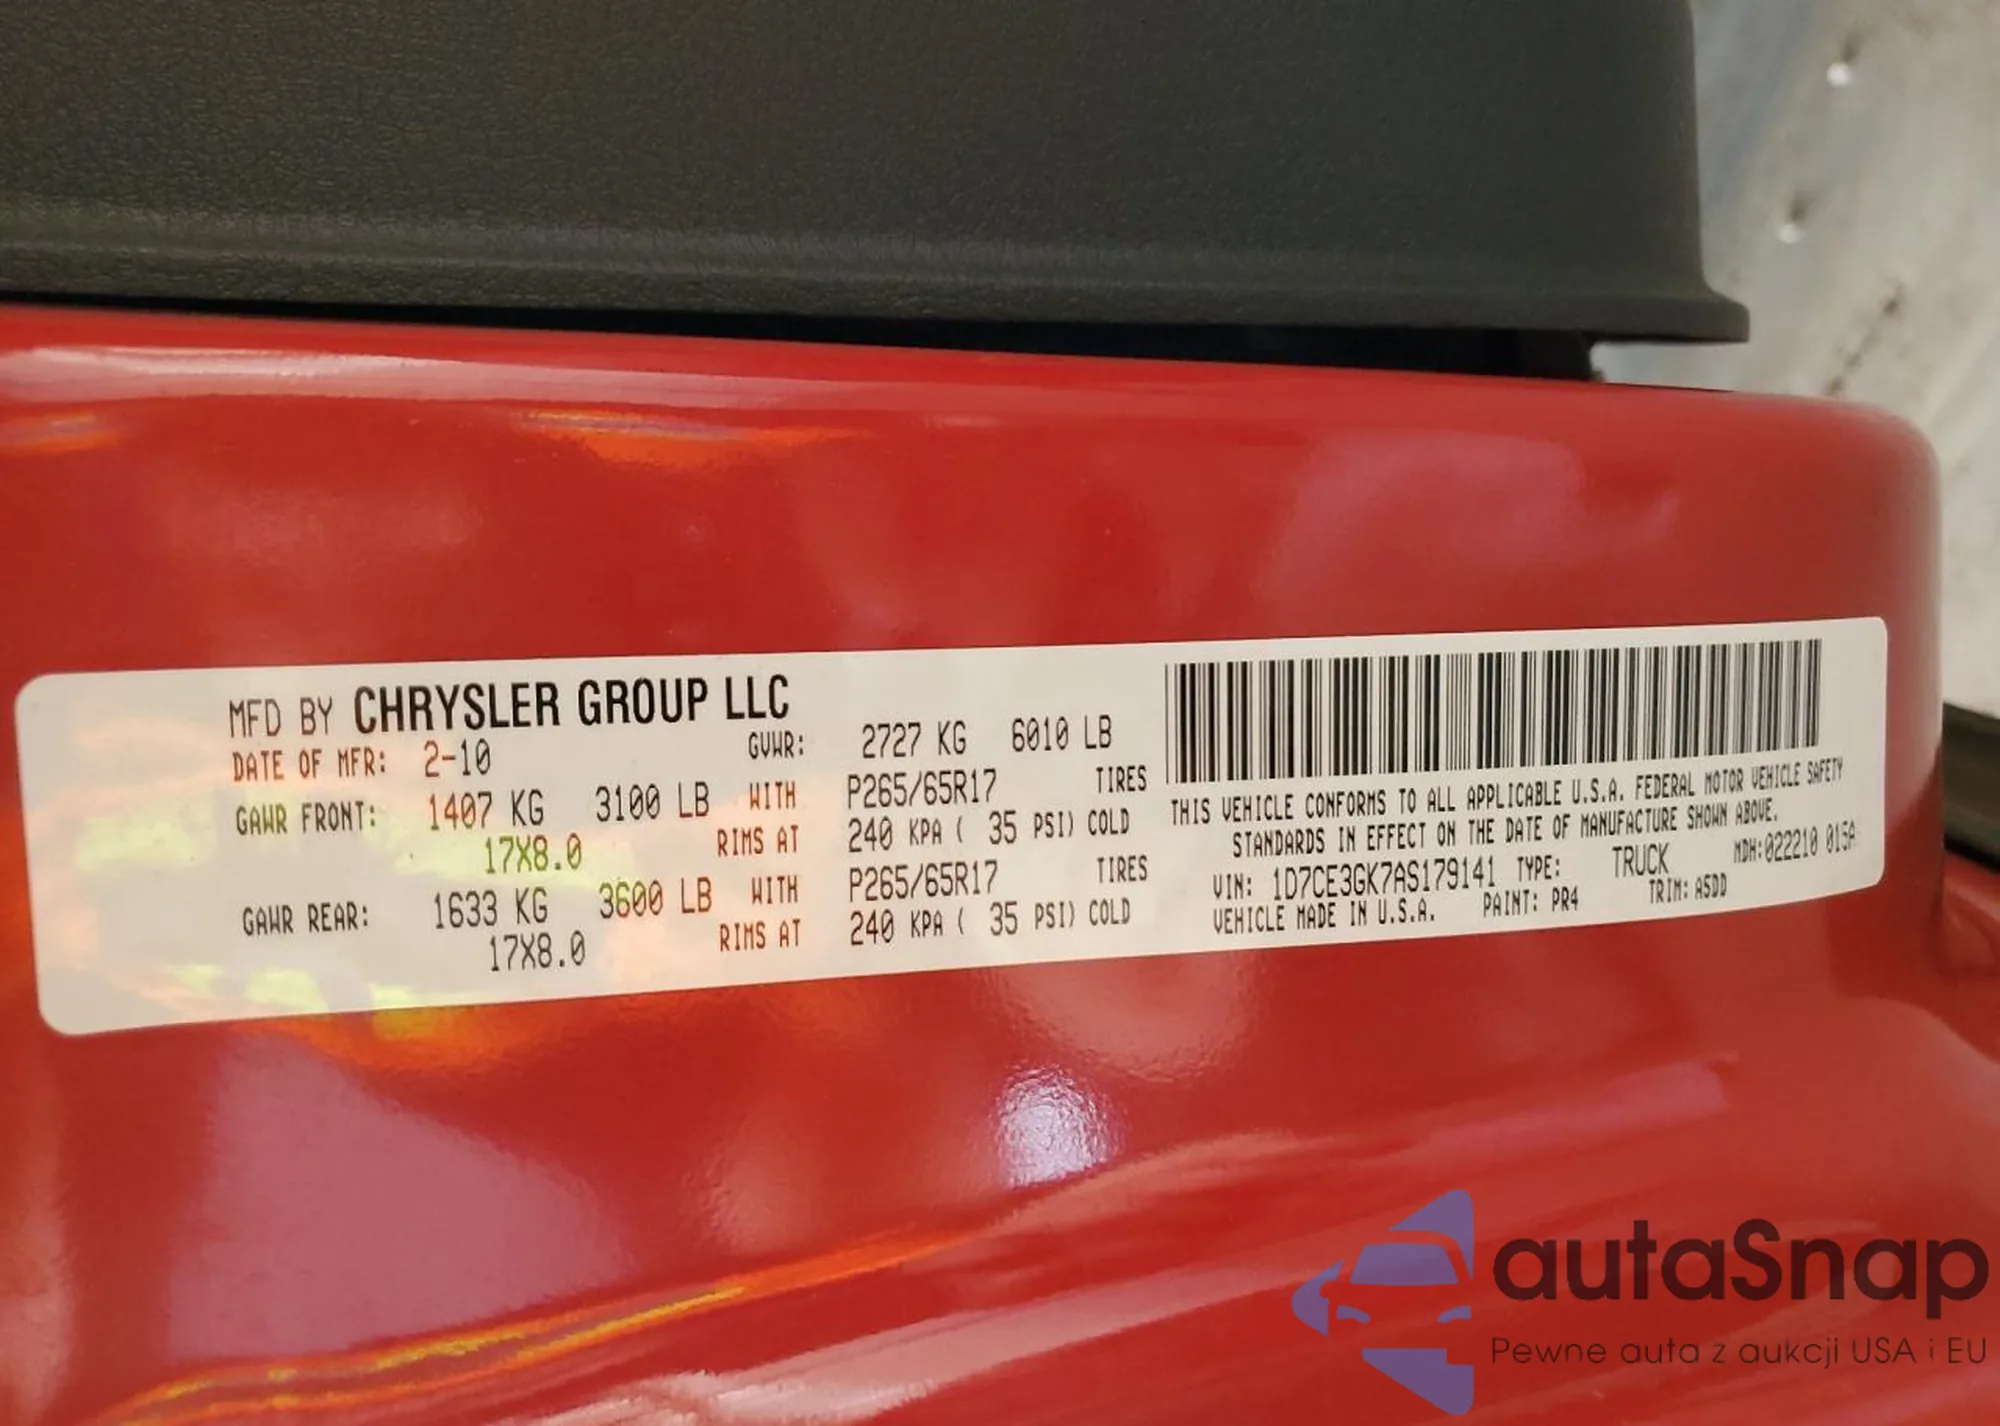 MFD BY CHRYSLER GROUP LLC
DATE OF MFR: 2-10 GVWR: 2727 KG 6010 LB
GAWR FRONT: 1407 KG 3100 LB WITH P265/65R17 TIRES
17X8.0 RIMS AT 240 KPA ( 35 PSI) COLD
GAWR REAR: 1633 KG 3600 LB WITH P265/65R17 TIRES
17X8.0 RIMS AT 240 KPA ( 35 PSI) COLD
THIS VEHICLE CONFORMS TO ALL APPLICABLE U.S.A. FEDERAL MOTOR VEHICLE SAFETY
STANDARDS IN EFFECT ON THE DATE OF MANUFACTURE SHOWN ABOVE.
VIN: 1D7CE3GK7AS179141 TYPE: TRUCK MDH:022210 015A
VEHICLE MADE IN U.S.A. PAINT: PR4 TRIM: A5DD
autaSnap
Pewne auta z aukcji USA i EU